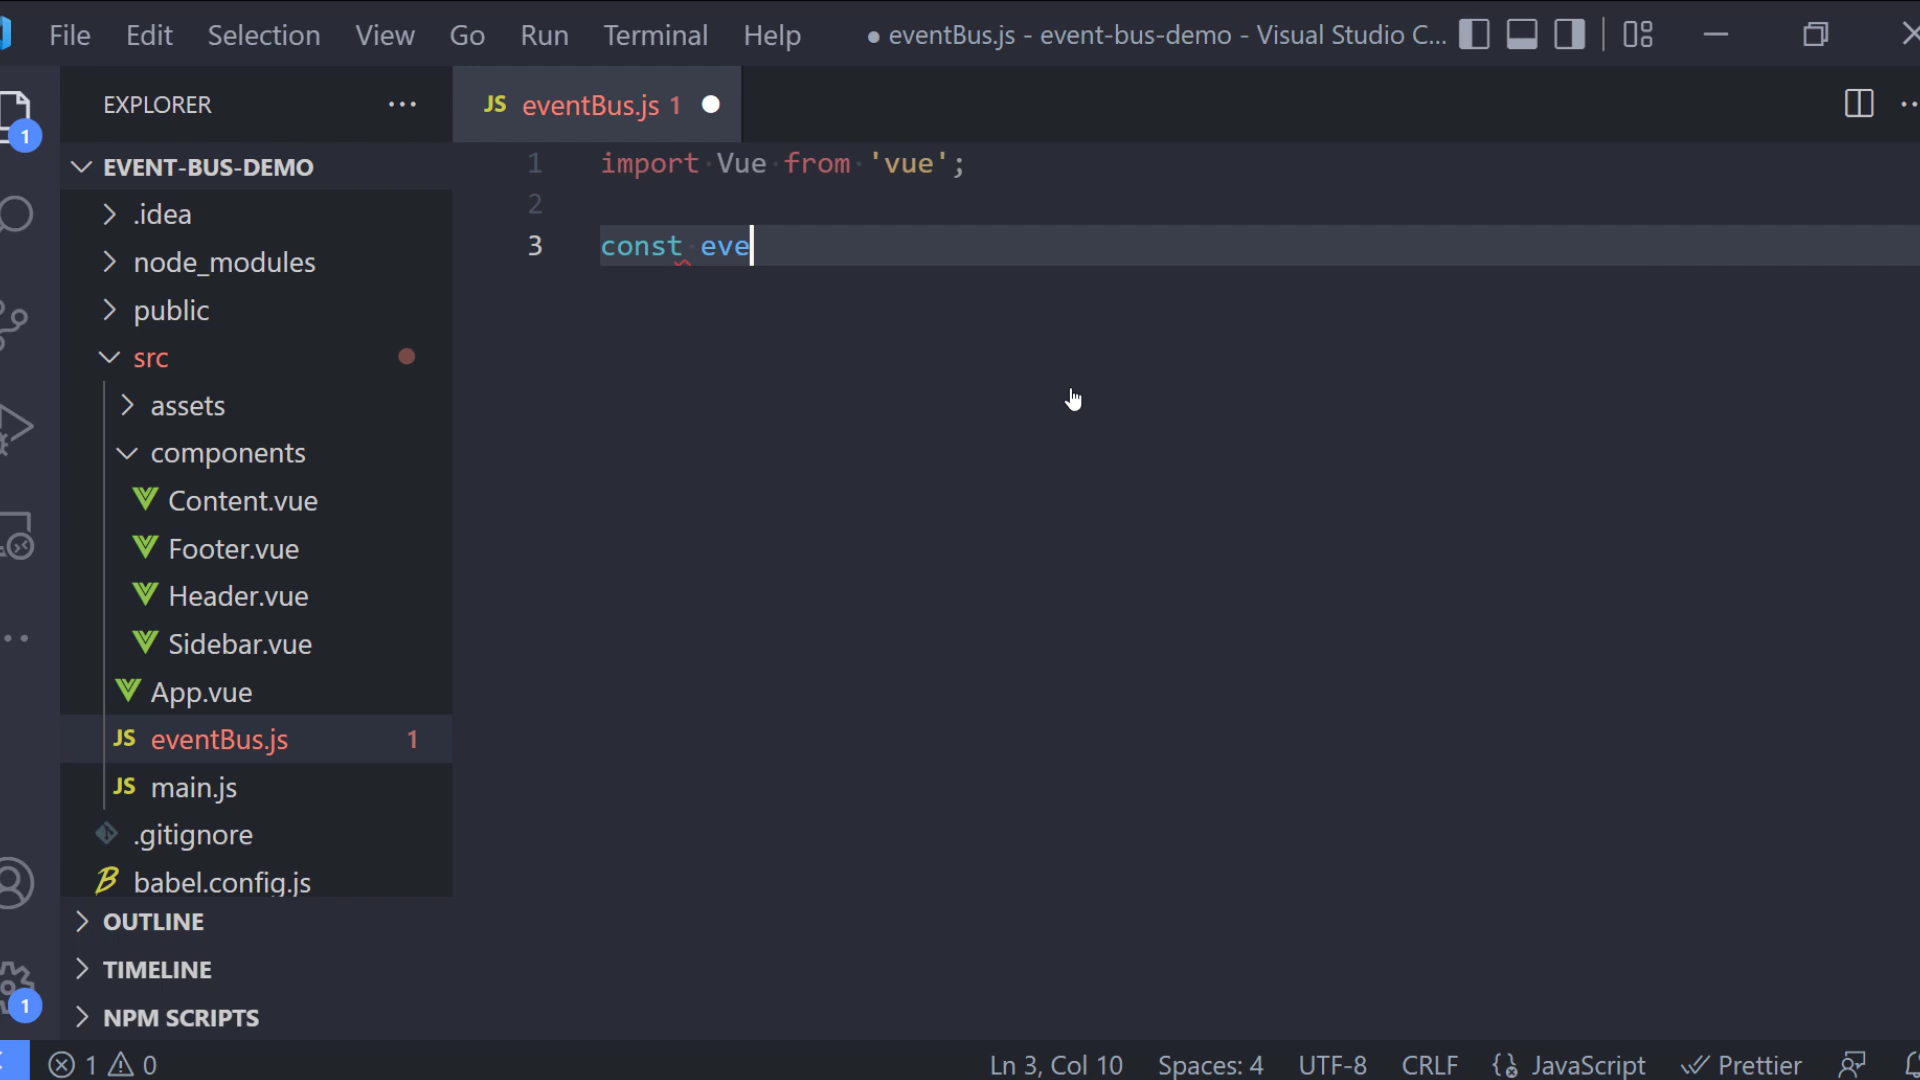 File Edit Selection View Go Run Terminal Help ● eventBus.js - event-bus-demo - Visual Studio C...
EXPLORER ...
JS eventBus.js 1
1
EVENT-BUS-DEMO
1 import Vue from 'vue';
2
3 const eve
.idea
node_modules
public
src
assets
components
Content.vue
Footer.vue
Header.vue
Sidebar.vue
App.vue
JS eventBus.js 1
JS main.js
.gitignore
babel.config.js
OUTLINE
TIMELINE
1
NPM SCRIPTS
1 0 Ln 3, Col 10 Spaces: 4 UTF-8 CRLF JavaScript Prettier